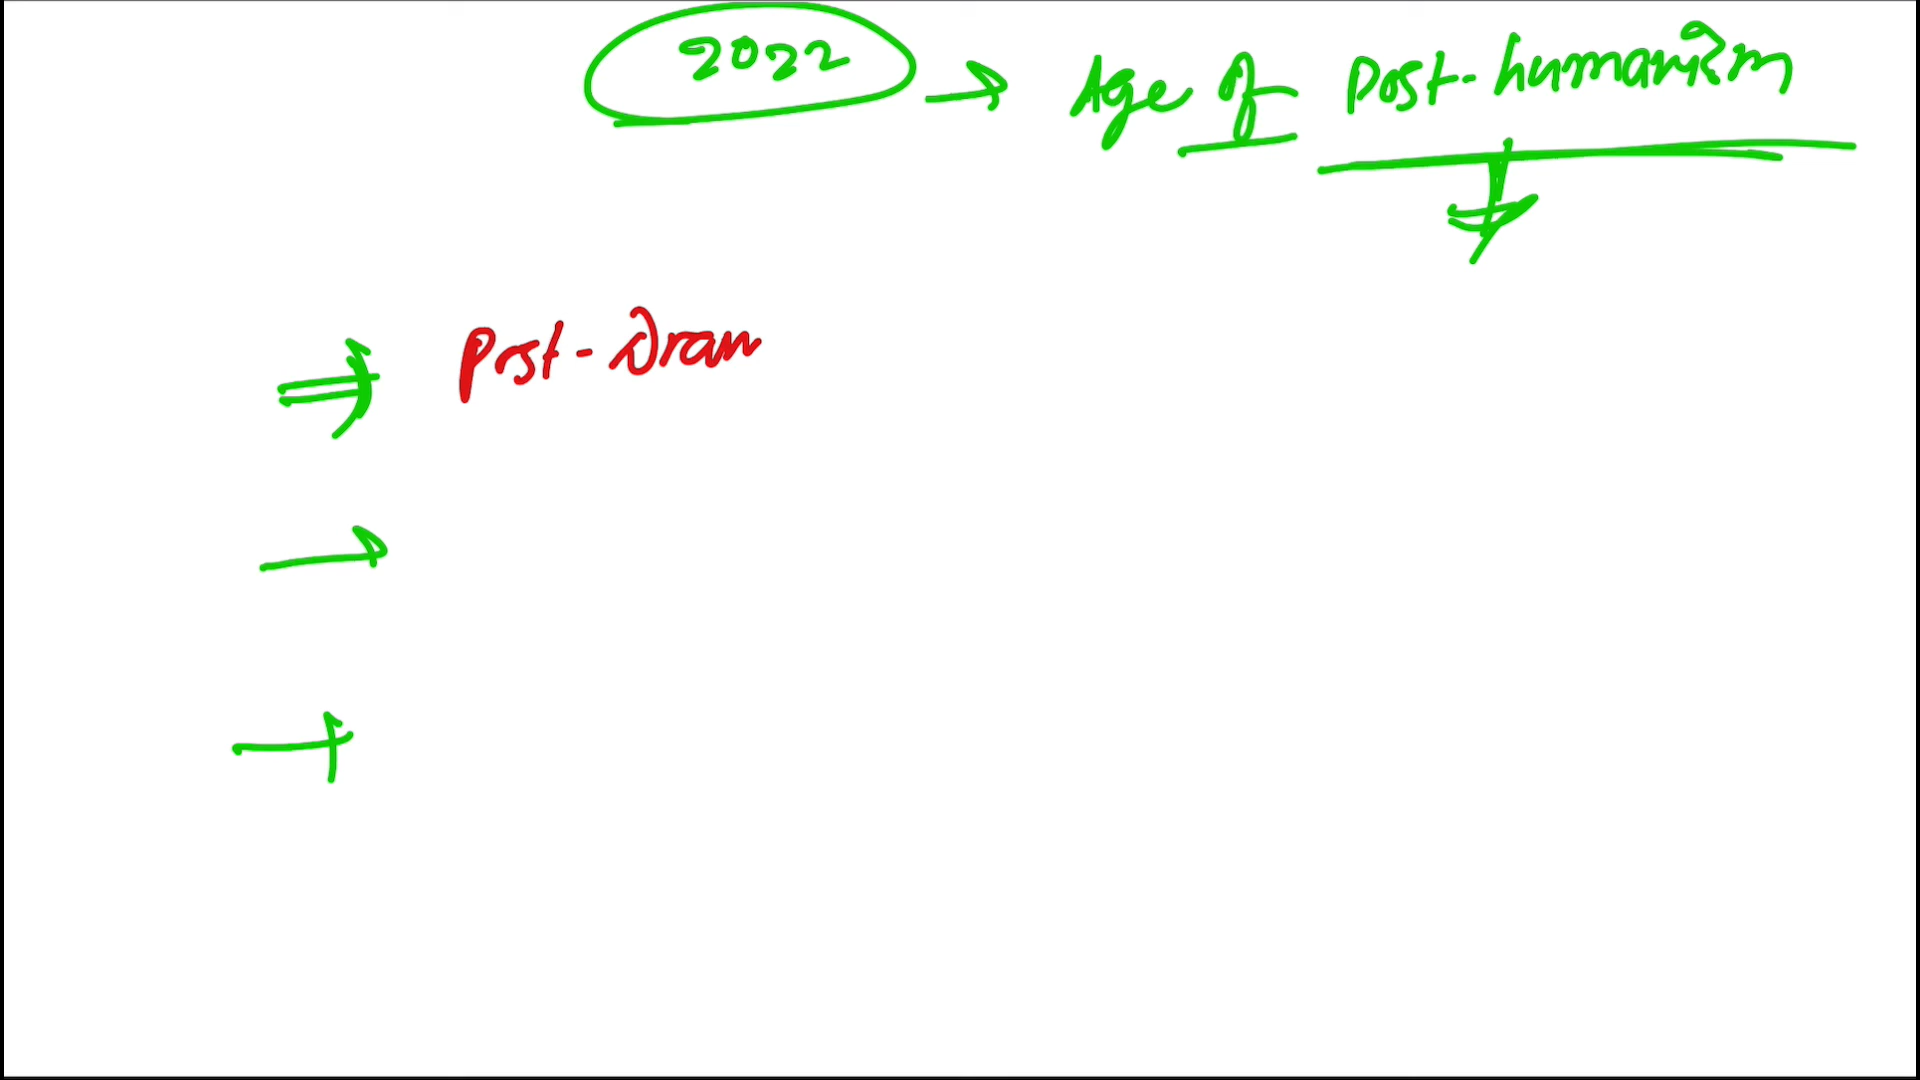 2022 → Age of Post-humanism
Post-Dram